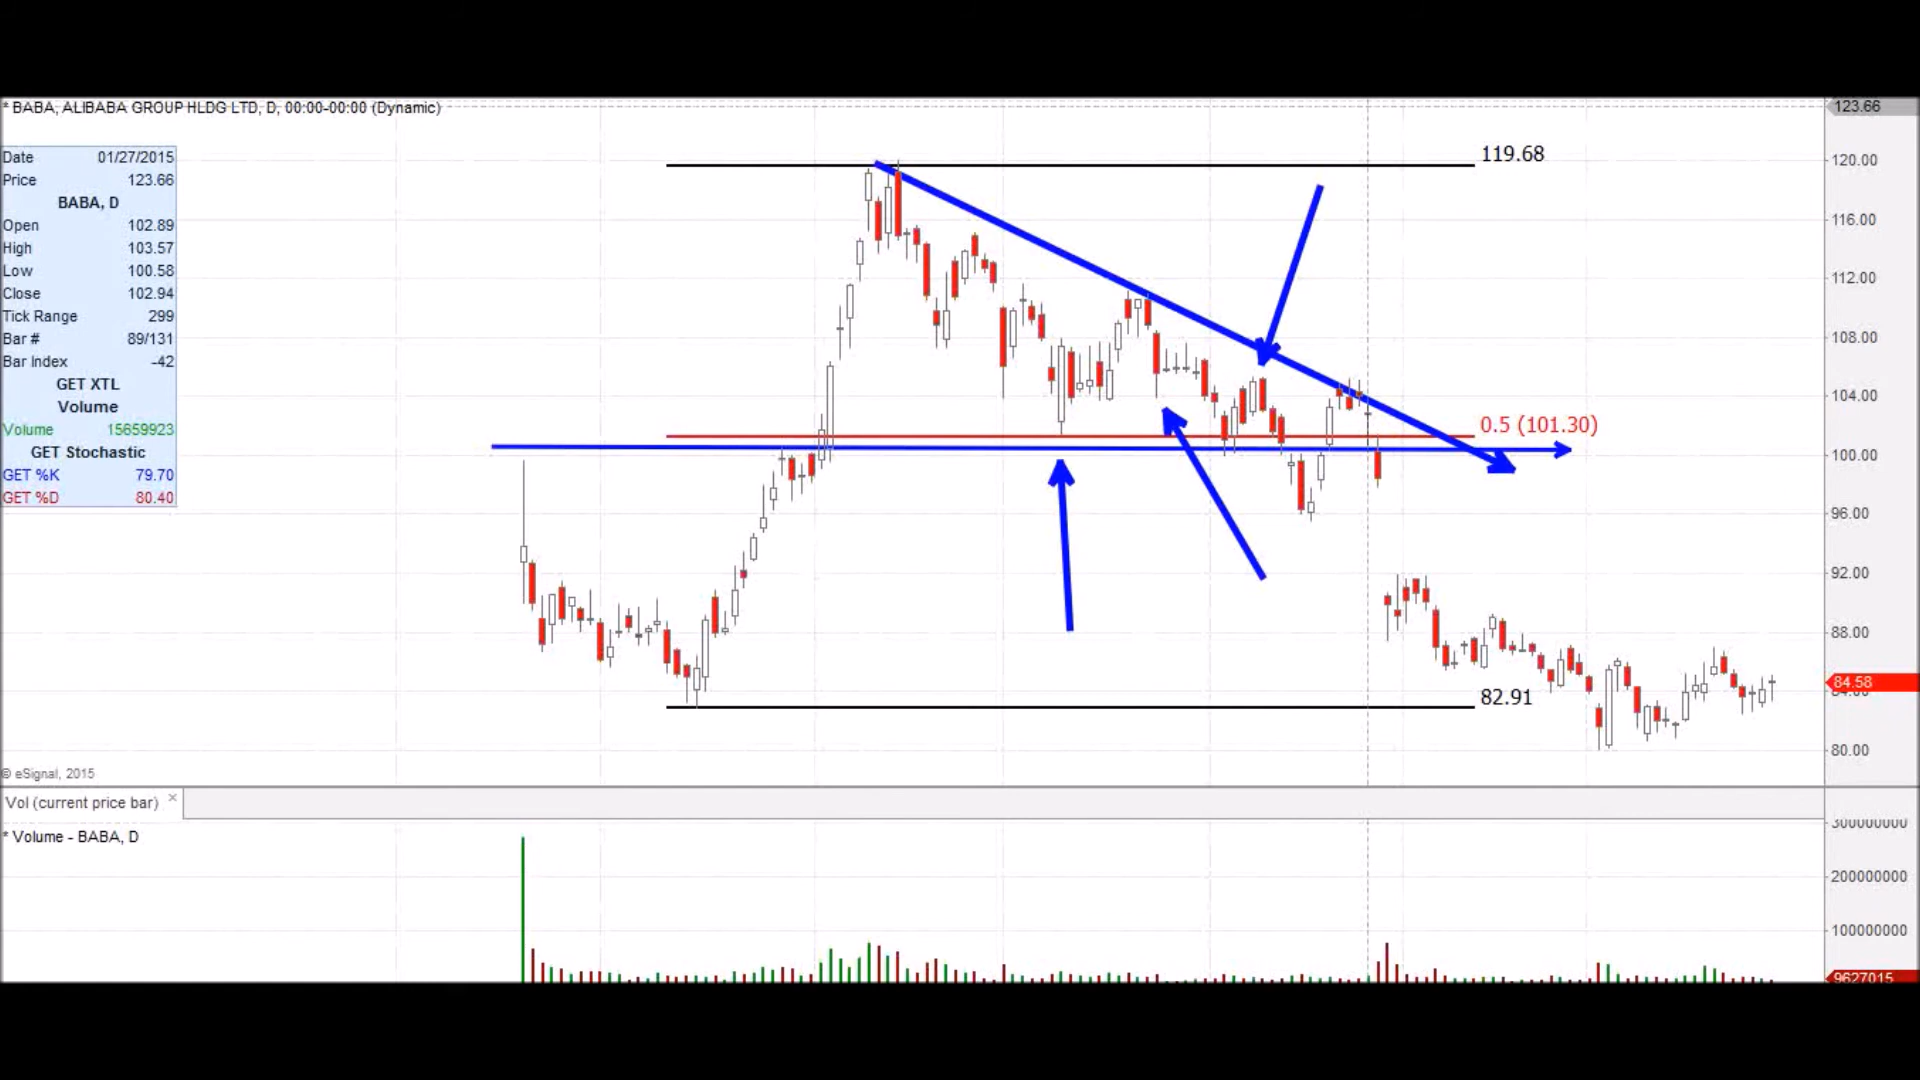 * BABA, ALIBABA GROUP HLDG LTD, D, 00:00-00:00 (Dynamic)
123.66
Date 01/27/2015
Price 123.66
BABA, D
Open 102.89
High 103.57
Low 100.58
Close 102.94
Tick Range 299
Bar # 89/131
Bar Index -42
GET XTL
Volume
Volume 15659923
GET Stochastic
GET %K 79.70
GET %D 80.40
119.68
0.5 (101.30)
82.91
120.00
116.00
112.00
108.00
104.00
100.00
96.00
92.00
88.00
84.58
84.00
80.00
© eSignal, 2015
Vol (current price bar) ×
* Volume - BABA, D
300000000
200000000
100000000
9627015